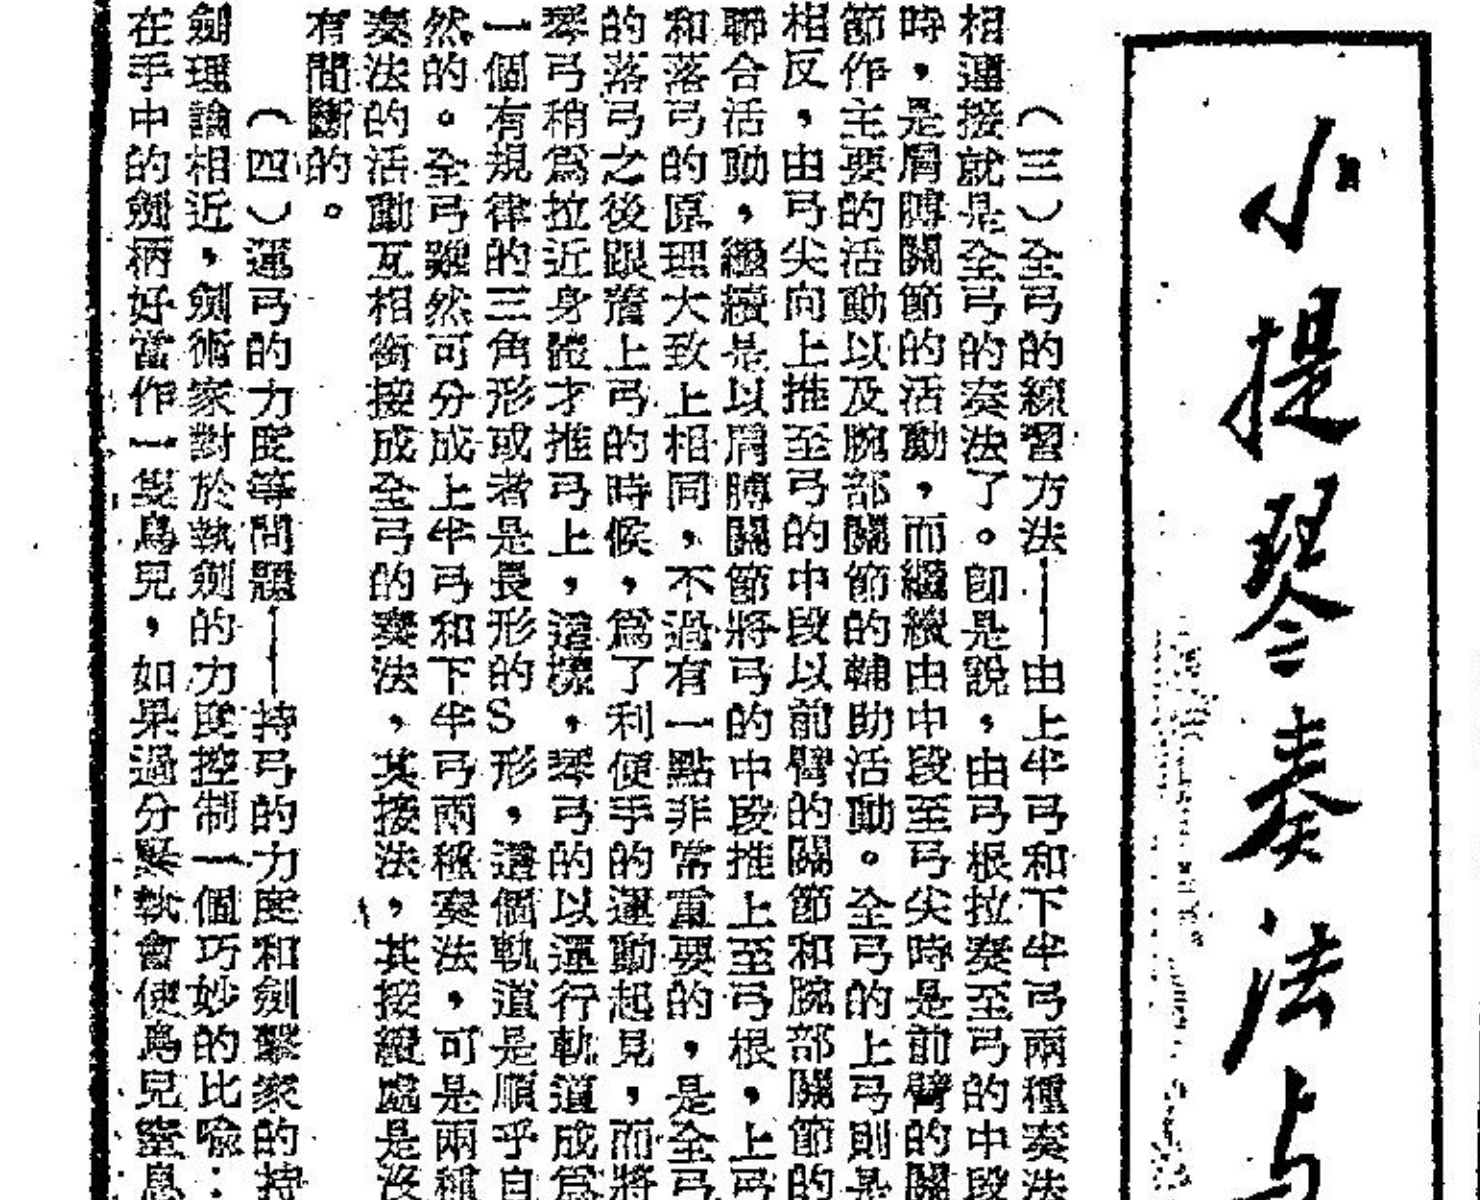 小提琴奏法与
（三）全弓的練習方法——由上半弓和下半弓兩種奏法
相連接就是全弓的奏法了。卽是說，由弓根拉奏至弓的中段
時，是肩膊關節的活動，而繼續由中段至弓尖時是前臂的關
節作主要的活動以及腕部關節的輔助活動。全弓的上弓則是
相反，由弓尖向上推至弓的中段以前臂的關節和腕部關節的
聯合活動，繼續是以肩膊關節將弓的中段推上至弓根，上弓
和落弓的原理大致上相同，不過有一點非常重要的，是全弓
的落弓之後跟着上弓的時候，爲了利便手的運動起見，而將
琴弓稍爲拉近身體才推弓上，這樣，琴弓的以運行軌道成爲
一個有規律的三角形或者是長形的S形，這個軌道是順乎自
然的。全弓雖然可分成上半弓和下半弓兩種奏法，可是兩種
奏法的活動互相銜接成全弓的奏法，其接法，其接續處是沒
有間斷的。
（四）運弓的力度等問題——持弓的力度和劍擊家的持
劍理論相近，劍術家對於執劍的力度控制一個巧妙的比喩：
在手中的劍柄好當作一隻鳥兒，如果過分緊執會使鳥兒窒息